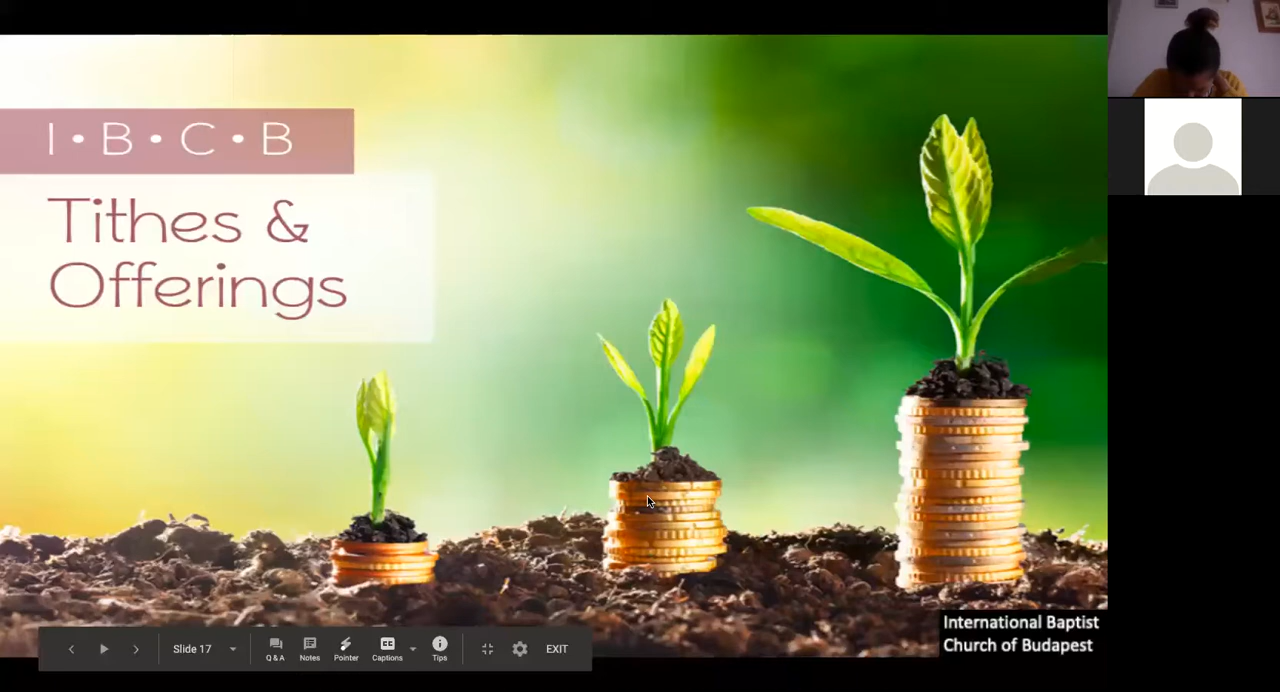 I•B•C•B
Tithes &
Offerings
International Baptist
Church of Budapest
Slide 17
Q & A
Notes
Pointer
Captions
Tips
EXIT